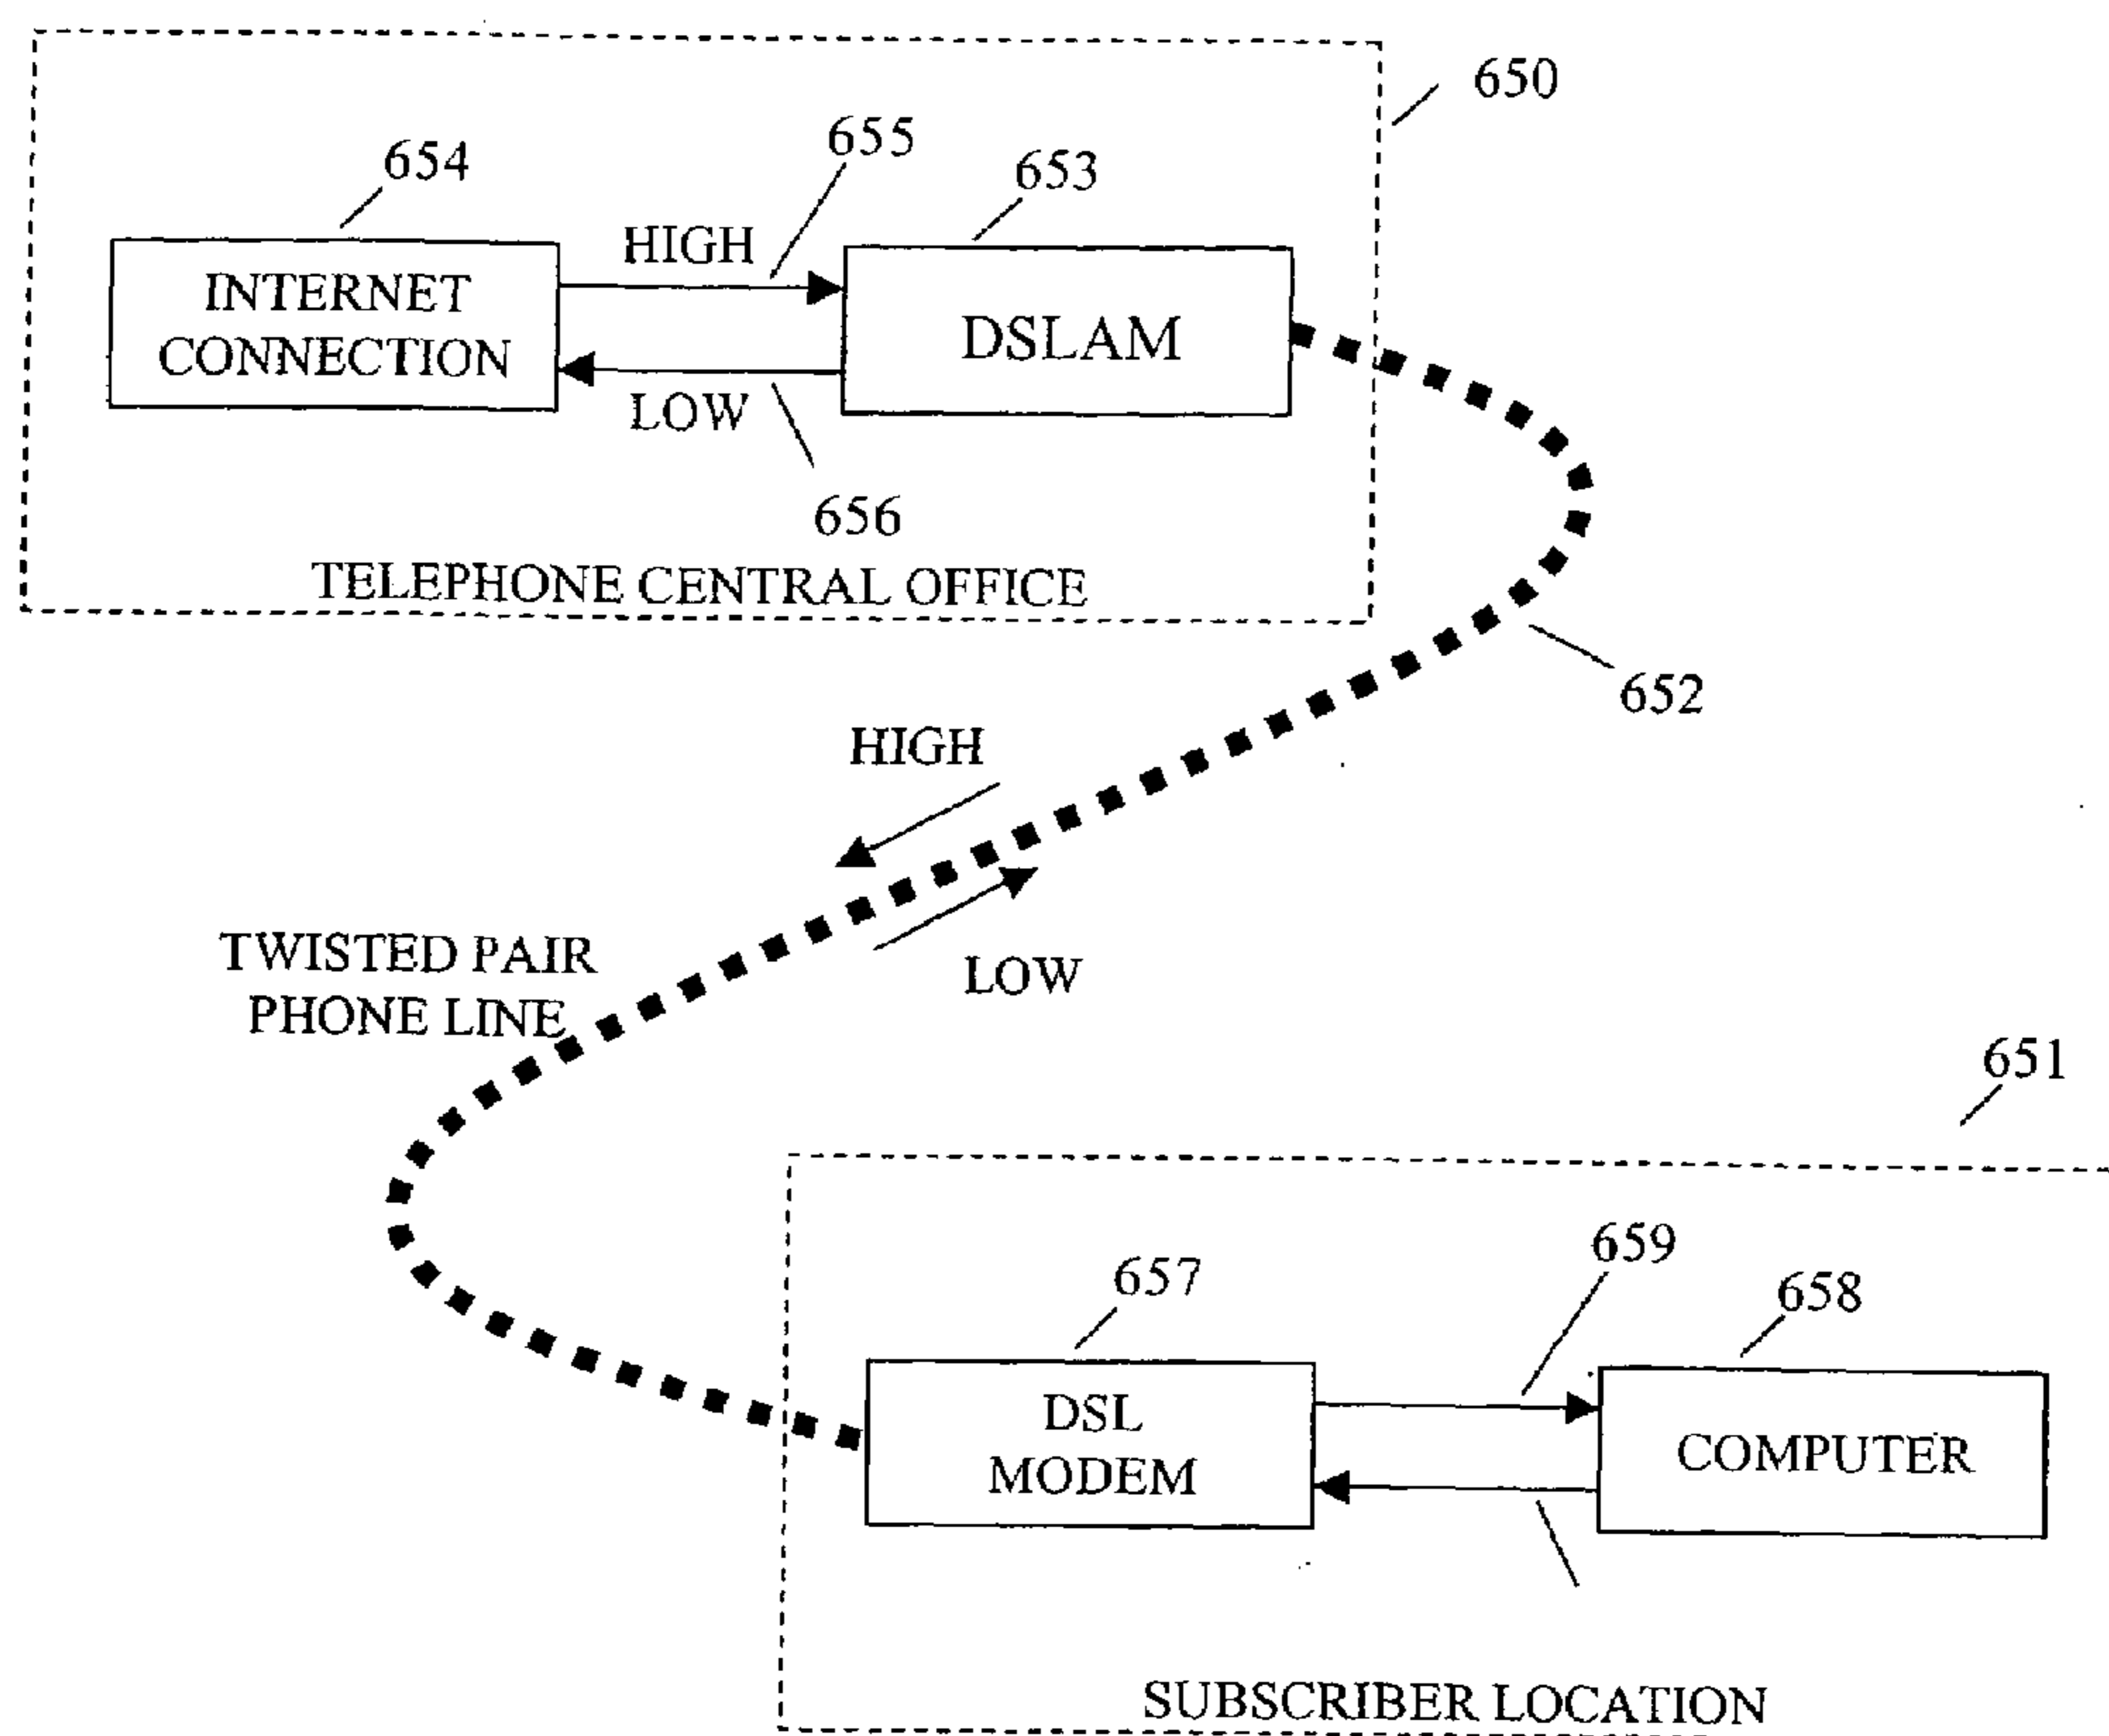 650
655
654
653
HIGH
INTERNET
CONNECTION
DSLAM
LOW
656
TELEPHONE CENTRAL OFFICE
652
HIGH
TWISTED PAIR
PHONE LINE
LOW
651
659
657
658
DSL
MODEM
COMPUTER
SUBSCRIBER LOCATION